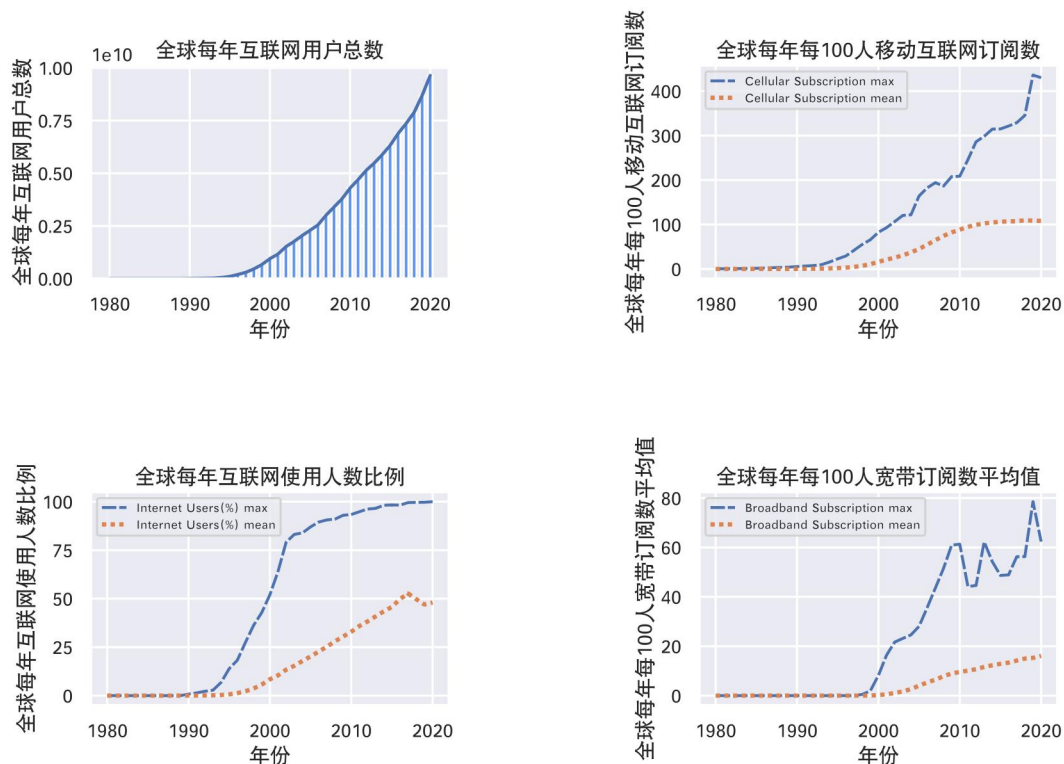 全球每年互联网用户总数
1e10
全球每年互联网用户总数
1.00
0.75
0.50
0.25
0.00
1980
1990
2000
2010
2020
年份
全球每年每100人移动互联网订阅数
全球每年每100人移动互联网订阅数
Cellular Subscription max
Cellular Subscription mean
400
300
200
100
0
1980
1990
2000
2010
2020
年份
全球每年互联网使用人数比例
全球每年互联网使用人数比例
Internet Users(%) max
Internet Users(%) mean
100
75
50
25
0
1980
1990
2000
2010
2020
年份
全球每年每100人宽带订阅数平均值
全球每年每100人宽带订阅数平均值
Broadband Subscription max
Broadband Subscription mean
80
60
40
20
0
1980
1990
2000
2010
2020
年份